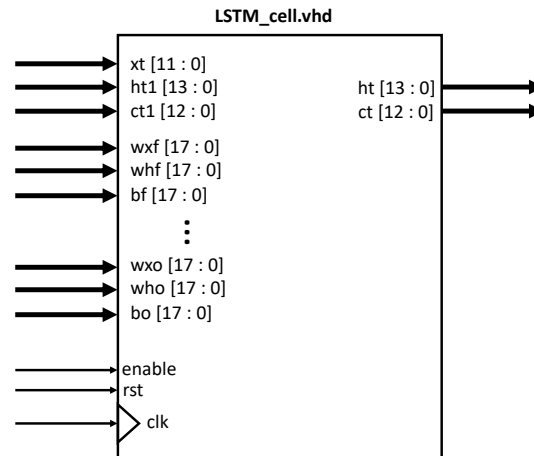 LSTM_cell.vhd
xt [11 : 0]
ht1 [13 : 0]
ct1 [12 : 0]
ht [13 : 0]
ct [12 : 0]
wxf [17 : 0]
whf [17 : 0]
bf [17 : 0]
wxo [17 : 0]
who [17 : 0]
bo [17 : 0]
enable
rst
clk